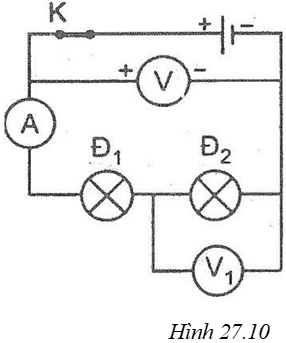 K + -
+ V -
A
Đ1 Đ2
V1
Hình 27.10